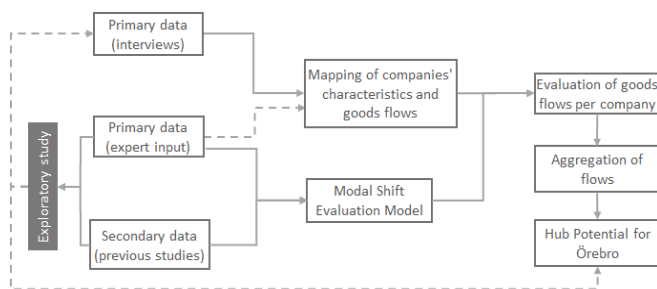 Primary data
(interviews)
Mapping of companies'
characteristics and
goods flows
Evaluation of goods
flows per company
Exploratory study
Primary data
(expert input)
Aggregation of
flows
Modal Shift
Evaluation Model
Secondary data
(previous studies)
Hub Potential for
Örebro